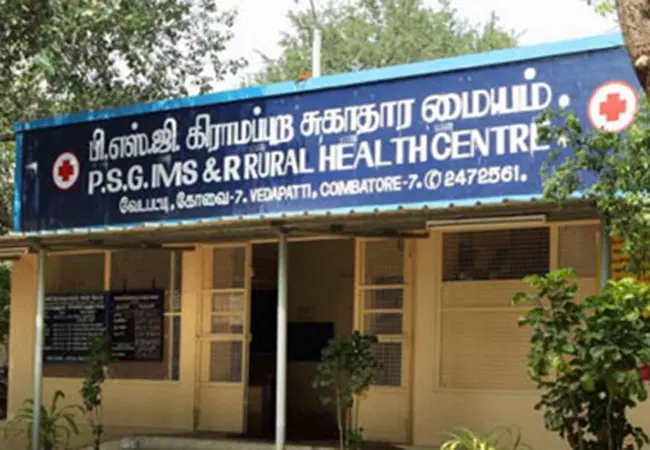 பி.எஸ்.ஜி. கிராமப்புற சுகாதார மையம்.
P.S.G. IMS & R RURAL HEALTH CENTRE
வேடபட்டி, கோவை-7. VEDAPATTI, COIMBATORE-7. ✆ 2472561.